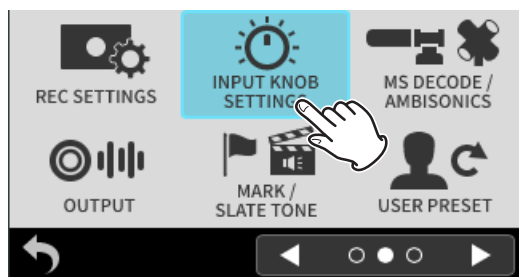 REC SETTINGS
INPUT KNOB
SETTINGS
MS DECODE /
AMBISONICS
OUTPUT
MARK /
SLATE TONE
USER PRESET